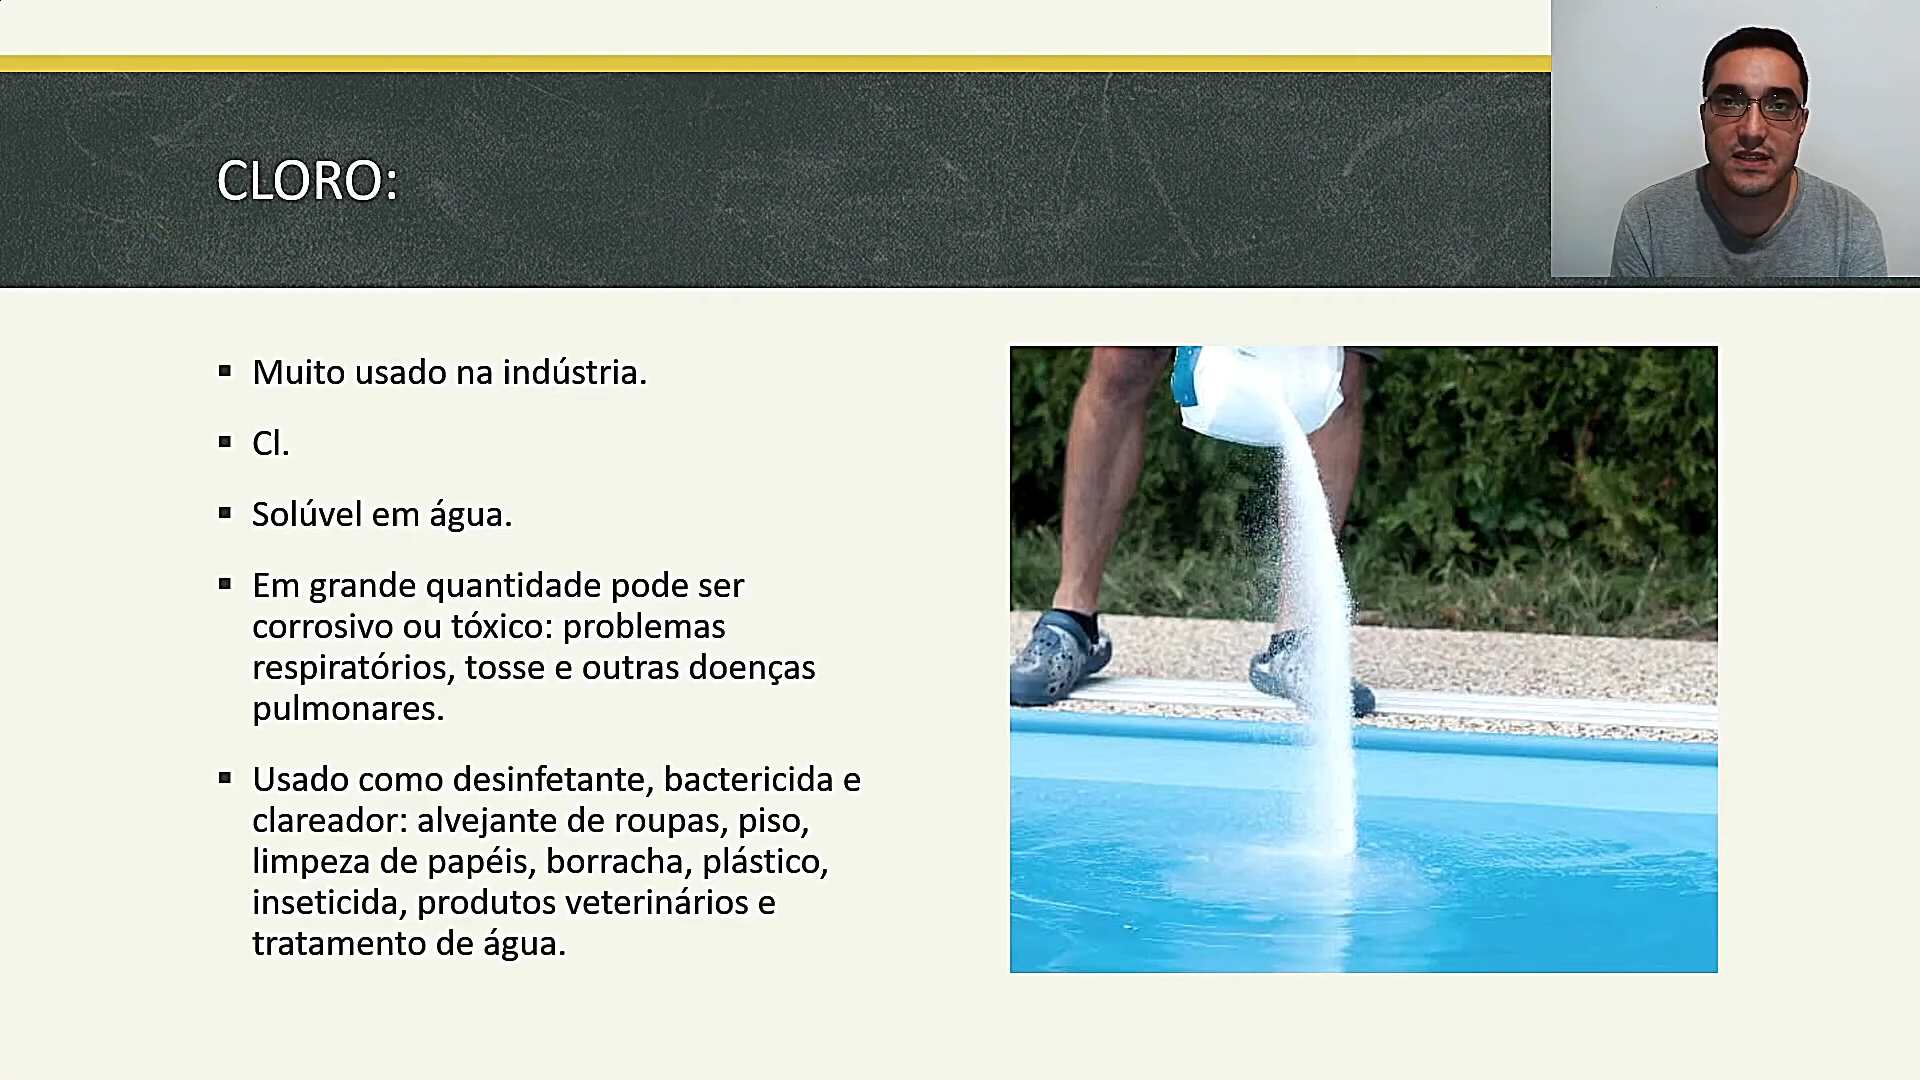 CLORO:
▪ Muito usado na indústria.
▪ Cl.
▪ Solúvel em água.
▪ Em grande quantidade pode ser
corrosivo ou tóxico: problemas
respiratórios, tosse e outras doenças
pulmonares.
▪ Usado como desinfetante, bactericida e
clareador: alvejante de roupas, piso,
limpeza de papéis, borracha, plástico,
inseticida, produtos veterinários e
tratamento de água.